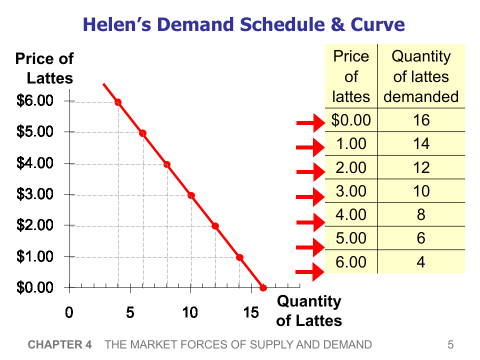 Helen's Demand Schedule & Curve
Price of
Lattes
$6.00
$5.00
$4.00
$3.00
$2.00
$1.00
$0.00
0 5 10 15
Quantity
of Lattes
Price Quantity
of of lattes
lattes demanded
$0.00 16
1.00 14
2.00 12
3.00 10
4.00 8
5.00 6
6.00 4
CHAPTER 4 THE MARKET FORCES OF SUPPLY AND DEMAND 5